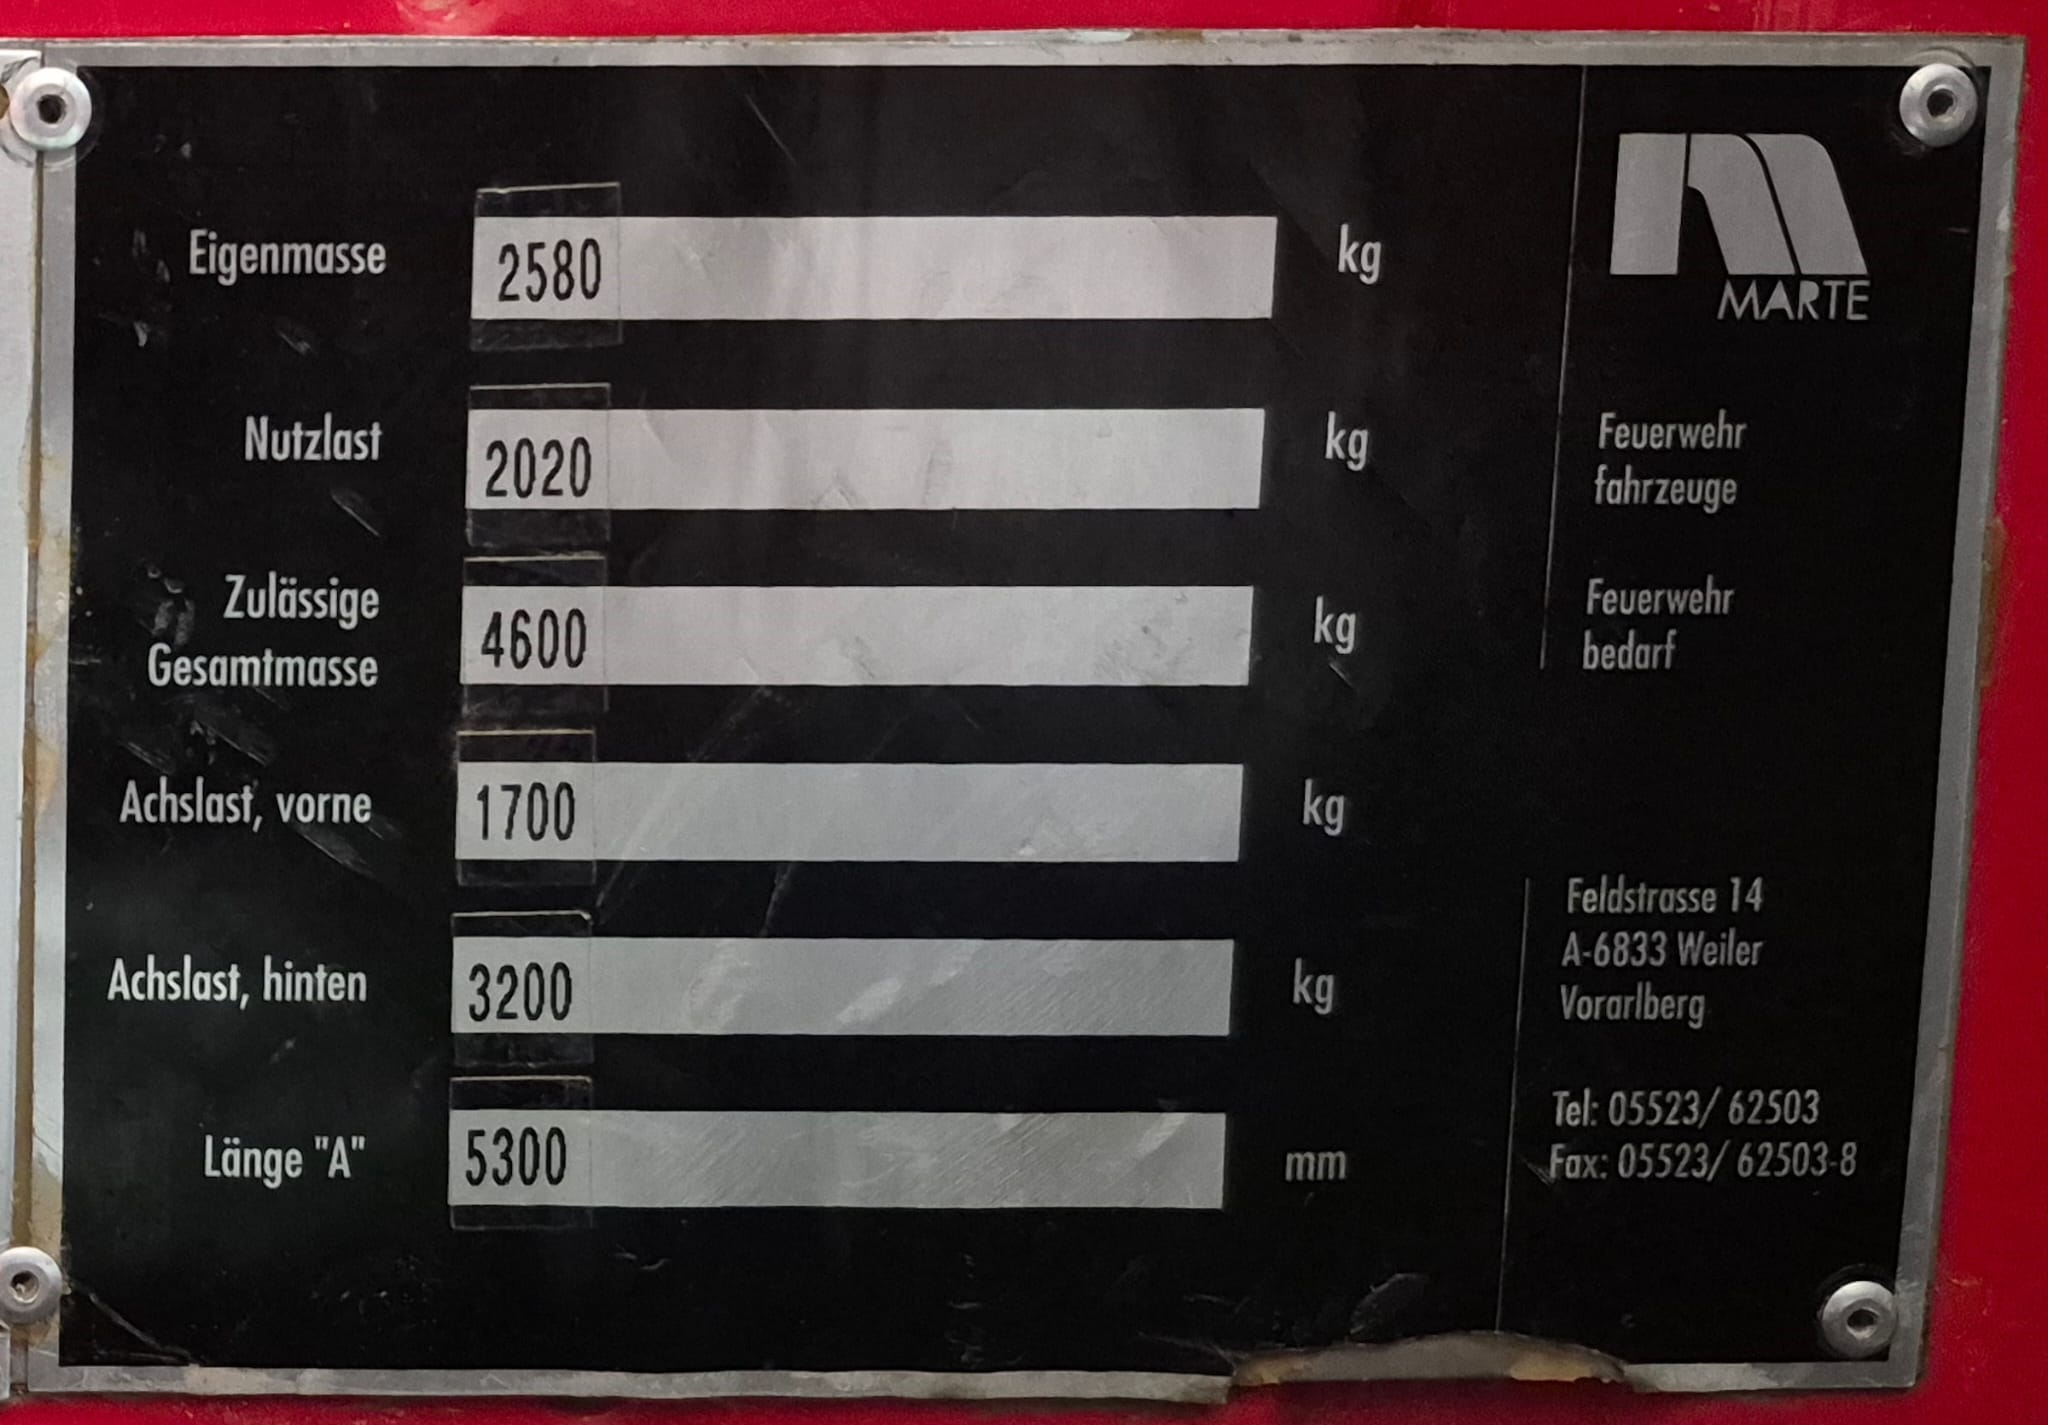 Eigenmasse 2580 kg
Nutzlast 2020 kg
Zulässige
Gesamtmasse 4600 kg
Achslast, vorne 1700 kg
Achslast, hinten 3200 kg
Länge "A" 5300 mm
MARTE
Feuerwehr
fahrzeuge
Feuerwehr
bedarf
Feldstrasse 14
A-6833 Weiler
Vorarlberg
Tel: 05523/ 62503
Fax: 05523/ 62503-8